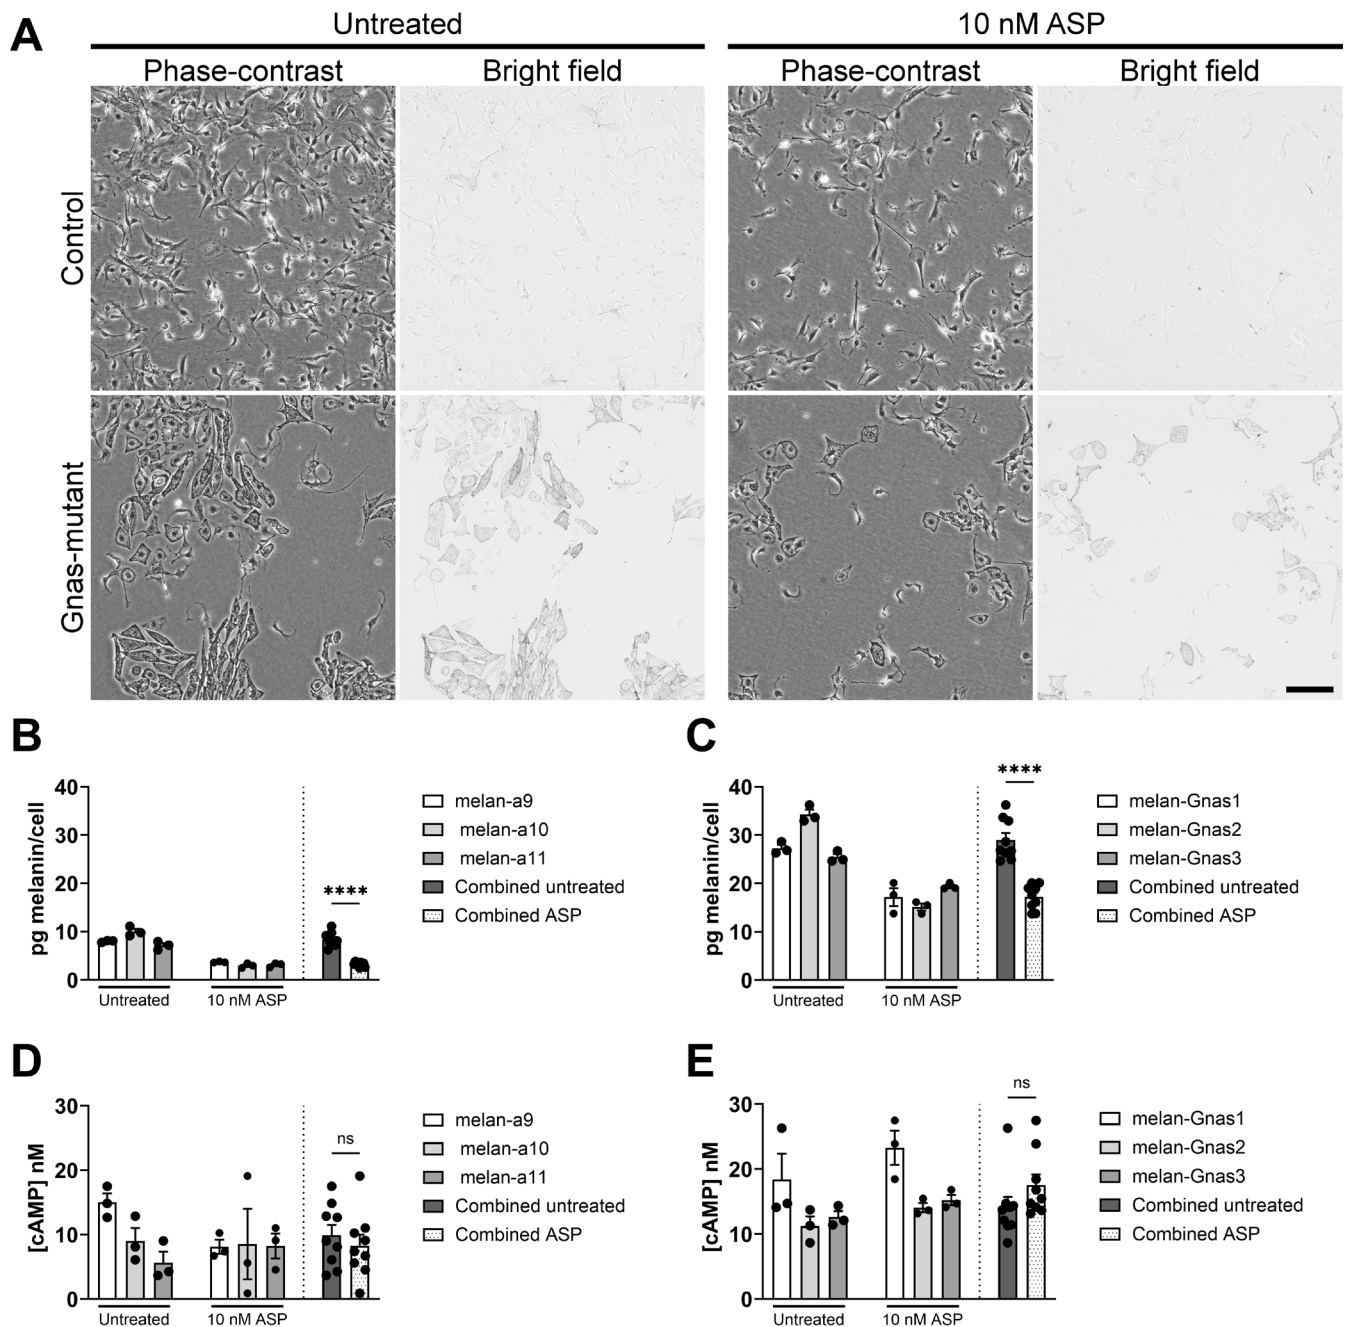 A
Untreated
10 nM ASP
Phase-contrast
Bright field
Phase-contrast
Bright field
Control
Gnas-mutant
B
pg melanin/cell
40
30
20
10
0
****
Untreated
10 nM ASP
melan-a9
melan-a10
melan-a11
Combined untreated
Combined ASP
C
pg melanin/cell
40
30
20
10
0
****
Untreated
10 nM ASP
melan-Gnas1
melan-Gnas2
melan-Gnas3
Combined untreated
Combined ASP
D
[cAMP] nM
30
20
10
0
ns
Untreated
10 nM ASP
melan-a9
melan-a10
melan-a11
Combined untreated
Combined ASP
E
[cAMP] nM
30
20
10
0
ns
Untreated
10 nM ASP
melan-Gnas1
melan-Gnas2
melan-Gnas3
Combined untreated
Combined ASP